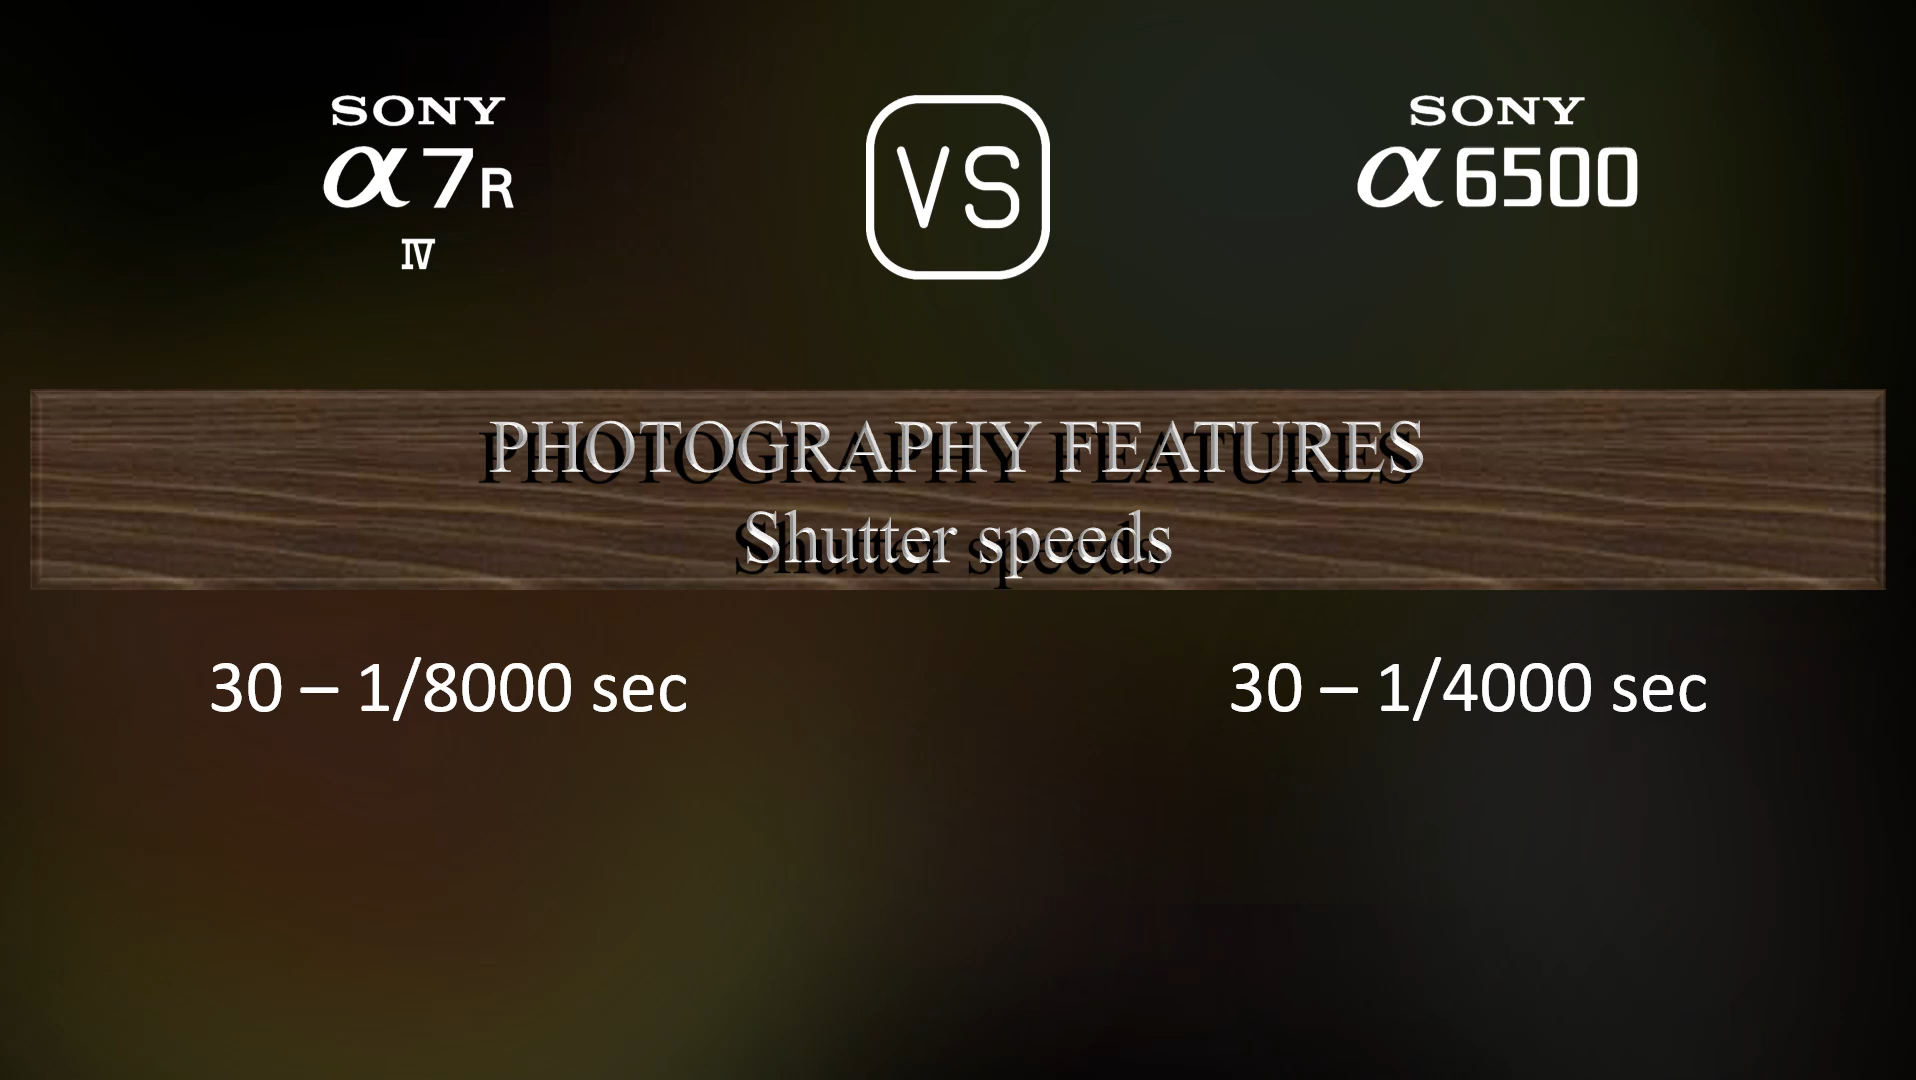 SONY
α7R
IV
VS
SONY
α6500
PHOTOGRAPHY FEATURES
Shutter speeds
30 – 1/8000 sec
30 – 1/4000 sec